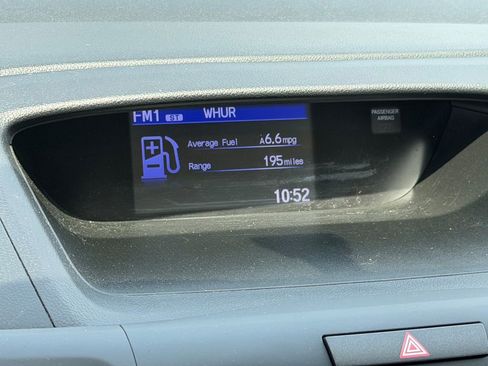 FM1 ST WHUR
PASSENGER
AIRBAG
Average Fuel A6.6mpg
Range 195miles
10:52